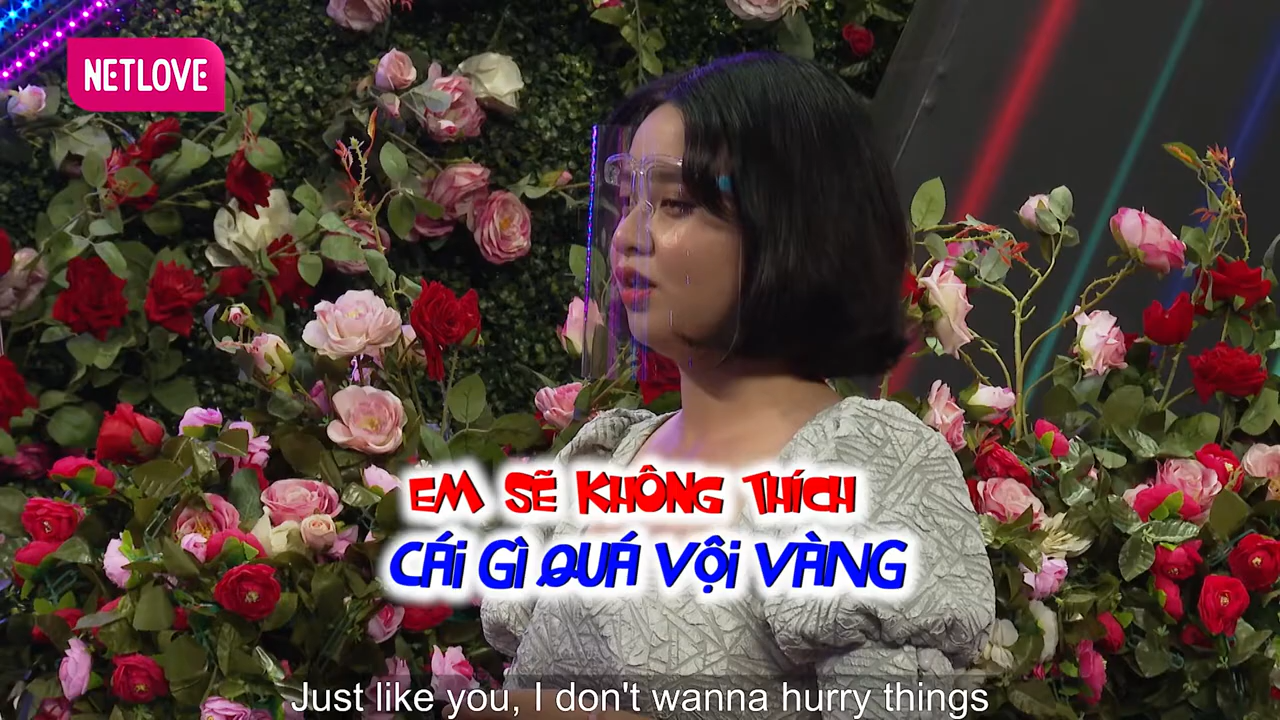 NETLOVE
EM SẼ KHÔNG THÍCH
CÁI GÌ QUÁ VỘI VÀNG
Just like you, I don't wanna hurry things